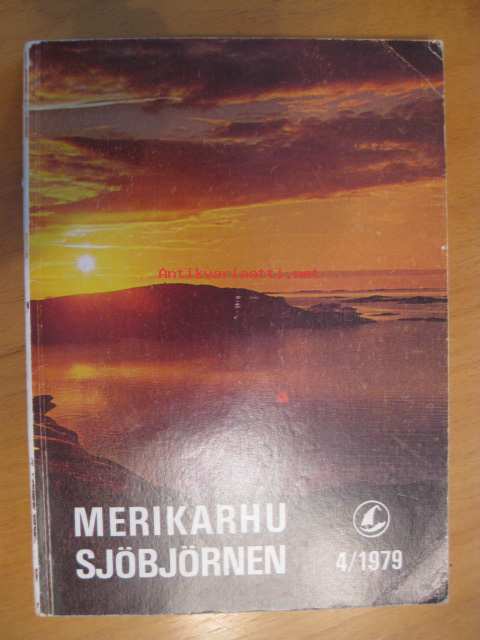 Antikvariaatti.net
MERIKARHU
SJÖBJÖRNEN
4/1979